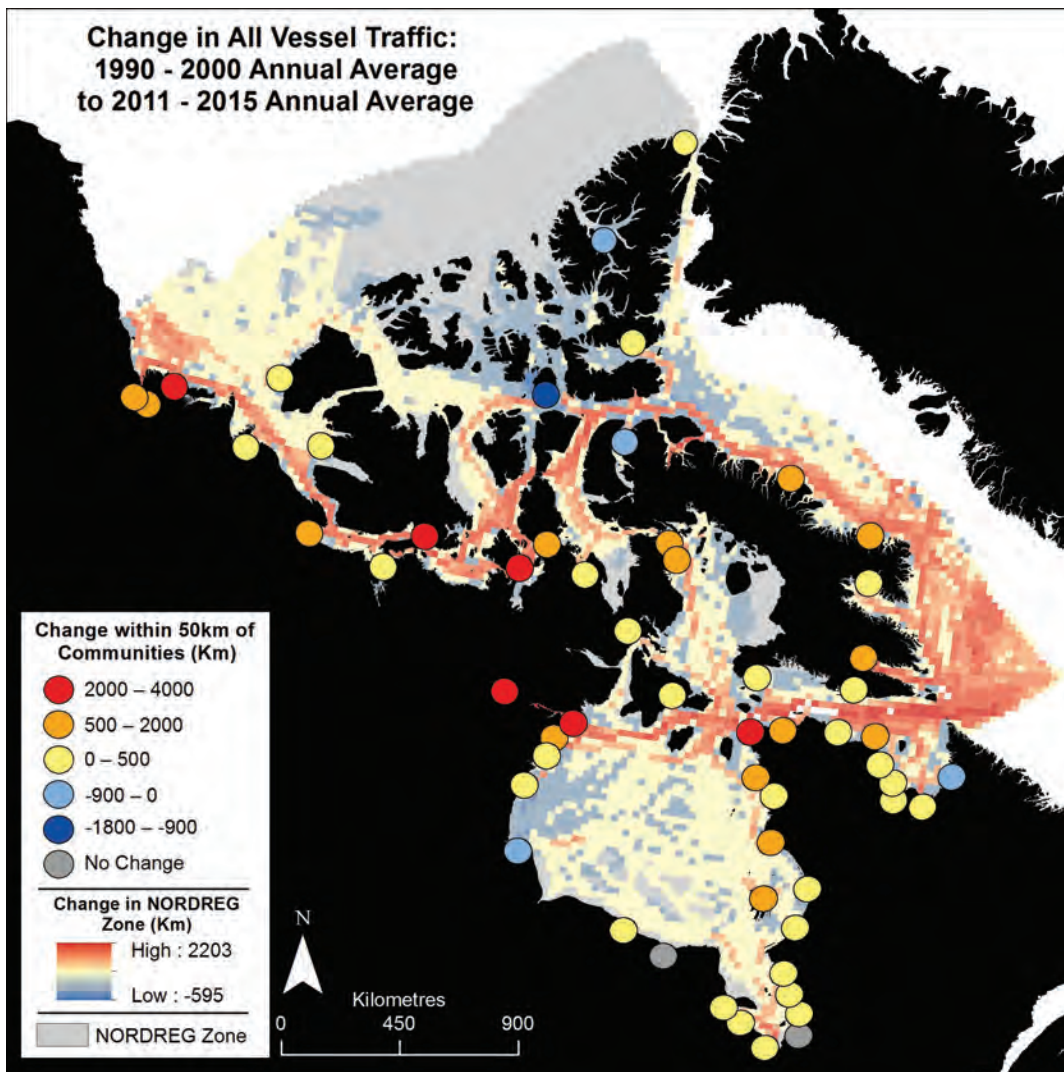 Change in All Vessel Traffic:
1990 - 2000 Annual Average
to 2011 - 2015 Annual Average
Change within 50km of
Communities (Km)
2000 – 4000
500 – 2000
0 – 500
-900 – 0
-1800 – -900
No Change
Change in NORDREG
Zone (Km)
High : 2203
Low : -595
NORDREG Zone
N
Kilometres
0 450 900